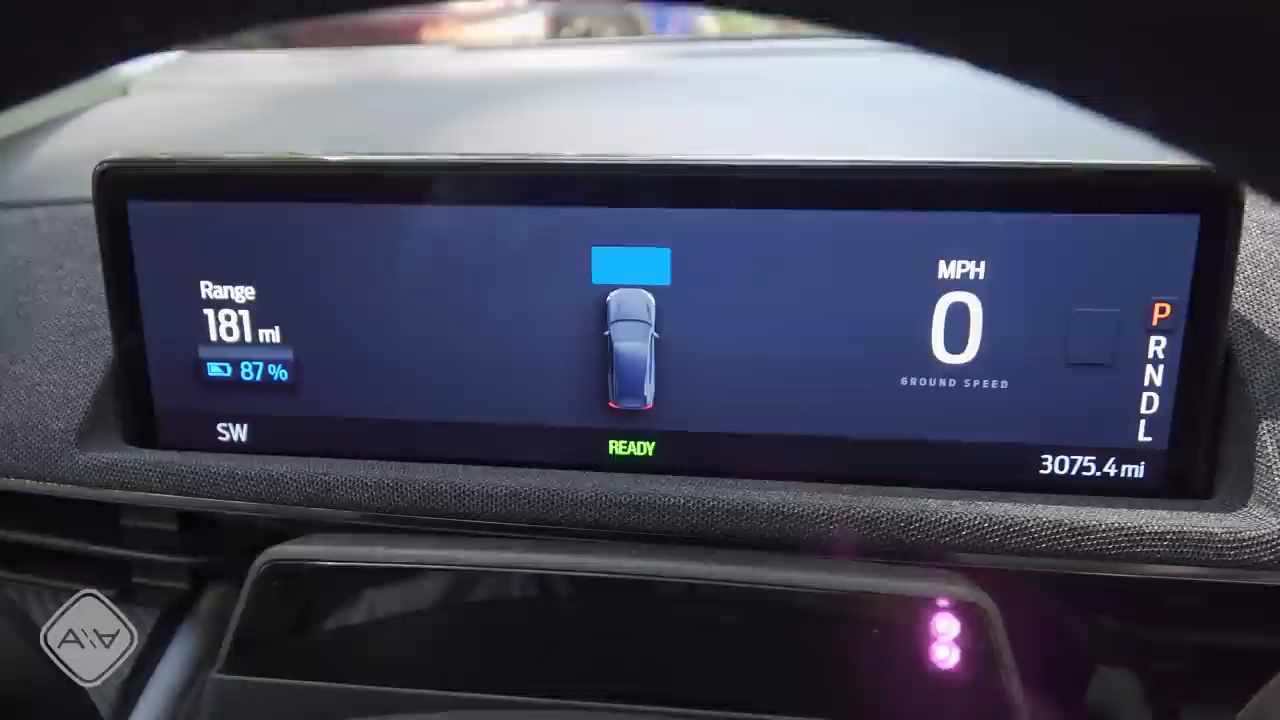 Range
181 mi
87 %
SW
READY
MPH
0
GROUND SPEED
P
R
N
D
L
3075.4 mi